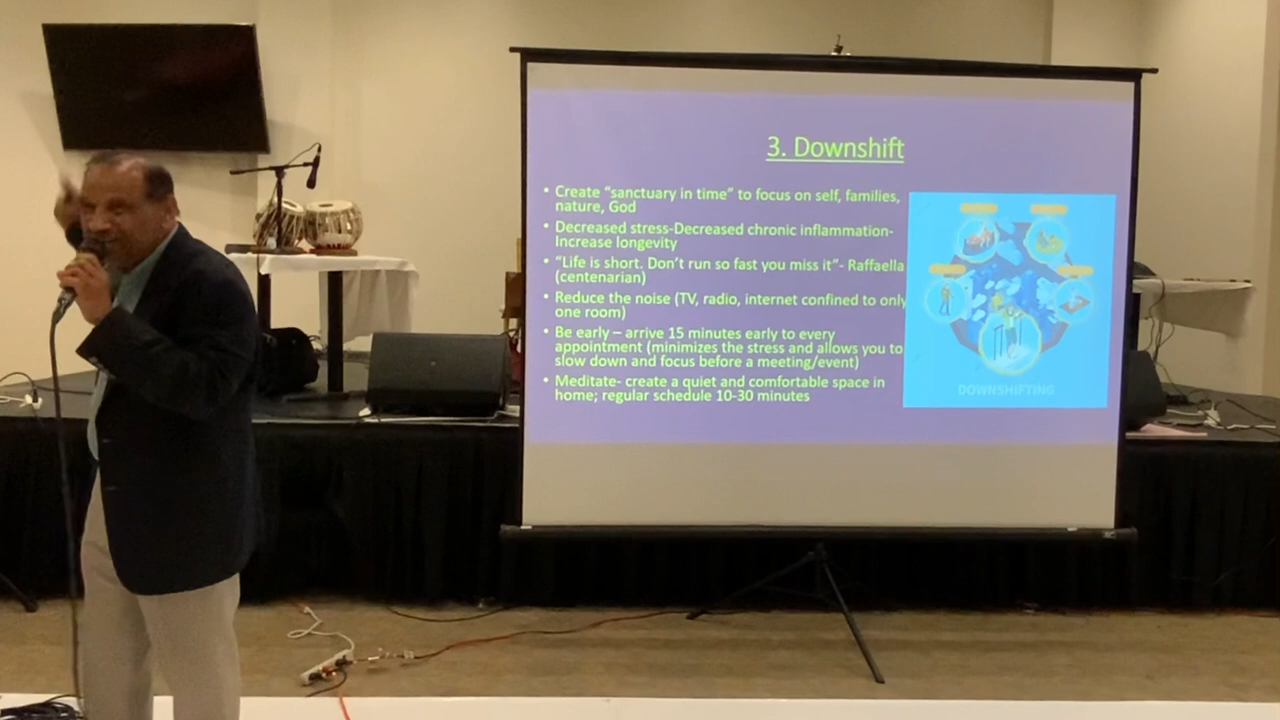 3. Downshift
• Create “sanctuary in time” to focus on self, families,
nature, God
• Decreased stress-Decreased chronic inflammation-
Increase longevity
• “Life is short. Don’t run so fast you miss it”- Raffaella
(centenarian)
• Reduce the noise (TV, radio, internet confined to only
one room)
• Be early – arrive 15 minutes early to every
appointment (minimizes the stress and allows you to
slow down and focus before a meeting/event)
• Meditate- create a quiet and comfortable space in
home; regular schedule 10-30 minutes
DOWNSHIFTING